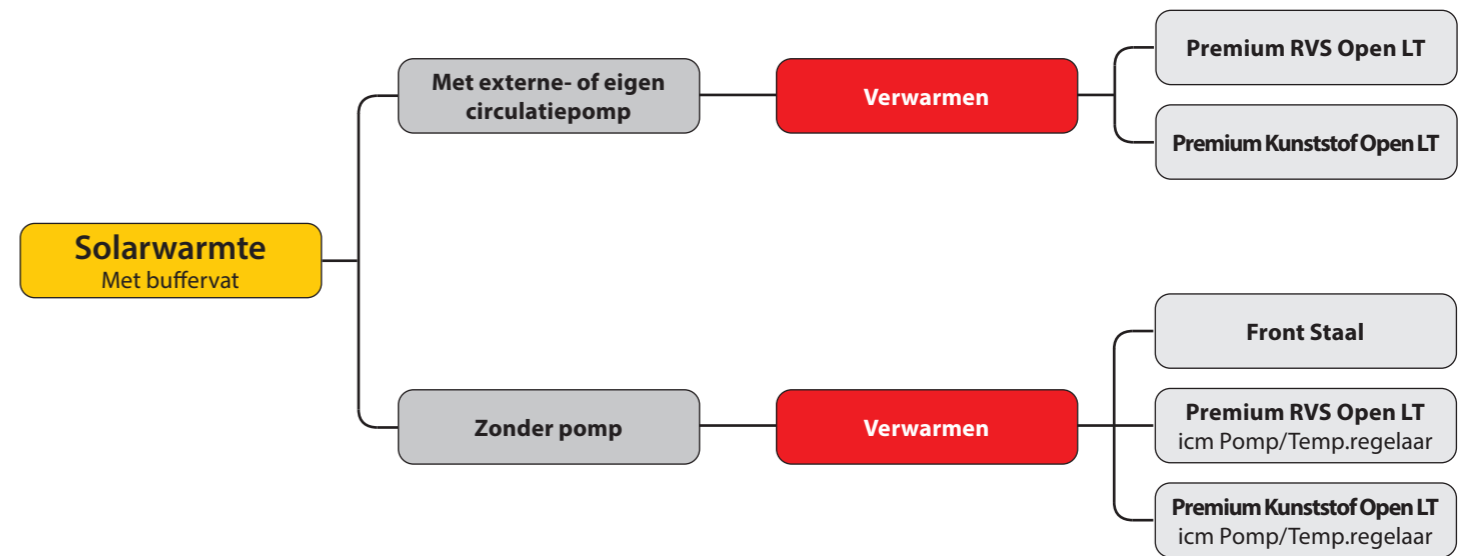 Solarwarmte
Met buffervat
Met externe- of eigen
circulatiepomp
Verwarmen
Premium RVS Open LT
Premium Kunststof Open LT
Zonder pomp
Verwarmen
Front Staal
Premium RVS Open LT
icm Pomp/Temp.regelaar
Premium Kunststof Open LT
icm Pomp/Temp.regelaar